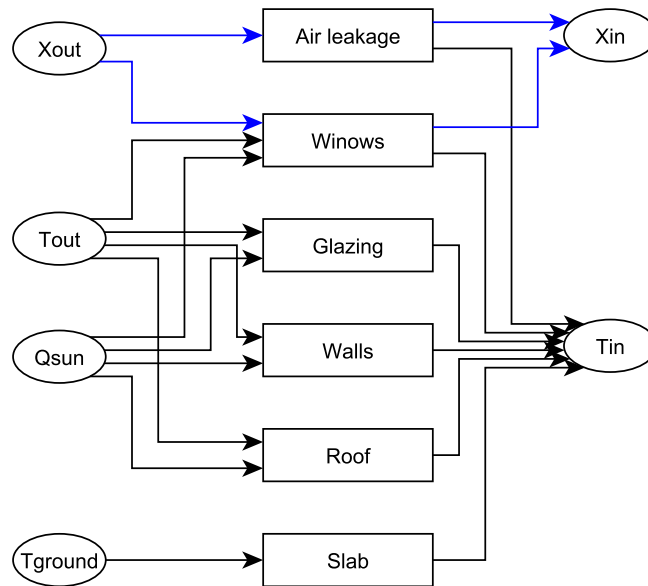 Xout
Air leakage
Xin
Winows
Tout
Glazing
Qsun
Walls
Tin
Roof
Tground
Slab